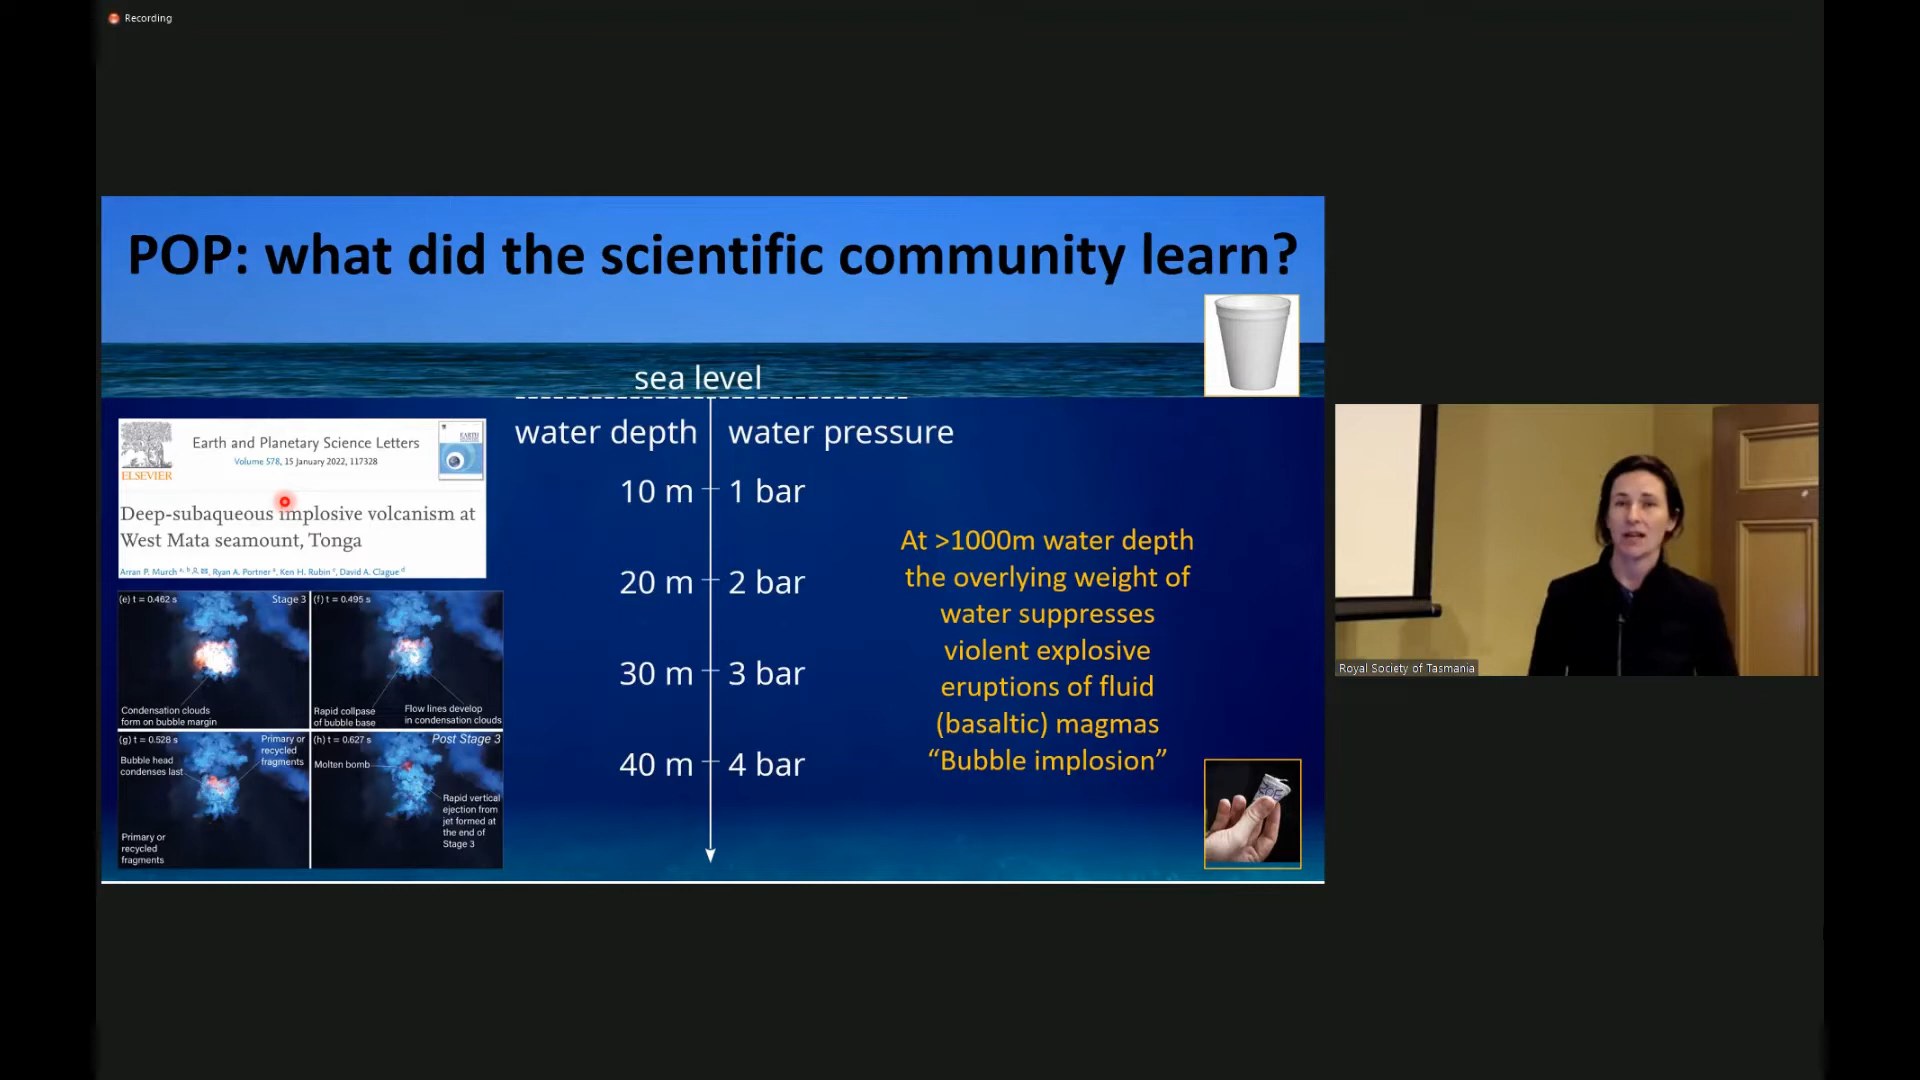 Recording
POP: what did the scientific community learn?
sea level
water depth
water pressure
10 m
1 bar
20 m
2 bar
30 m
3 bar
40 m
4 bar
ELSEVIER
Earth and Planetary Science Letters
Volume 578, 15 January 2022, 117328
Deep-subaqueous implosive volcanism at
West Mata seamount, Tonga
Arran P. Murch a, b, Ryan A. Portner a, Ken H. Rubin c, David A. Clague d
(e) t = 0.462 s
Stage 3
Condensation clouds
form on bubble margin
(f) t = 0.495 s
Rapid collpase
of bubble base
Flow lines develop
in condensation clouds
(g) t = 0.528 s
Bubble head
condenses last
Primary or
recycled
fragments
Primary or
recycled
fragments
(h) t = 0.627 s
Post Stage 3
Molten bomb
Rapid vertical
ejection from
jet formed at
the end of
Stage 3
At >1000m water depth
the overlying weight of
water suppresses
violent explosive
eruptions of fluid
(basaltic) magmas
“Bubble implosion”
Royal Society of Tasmania